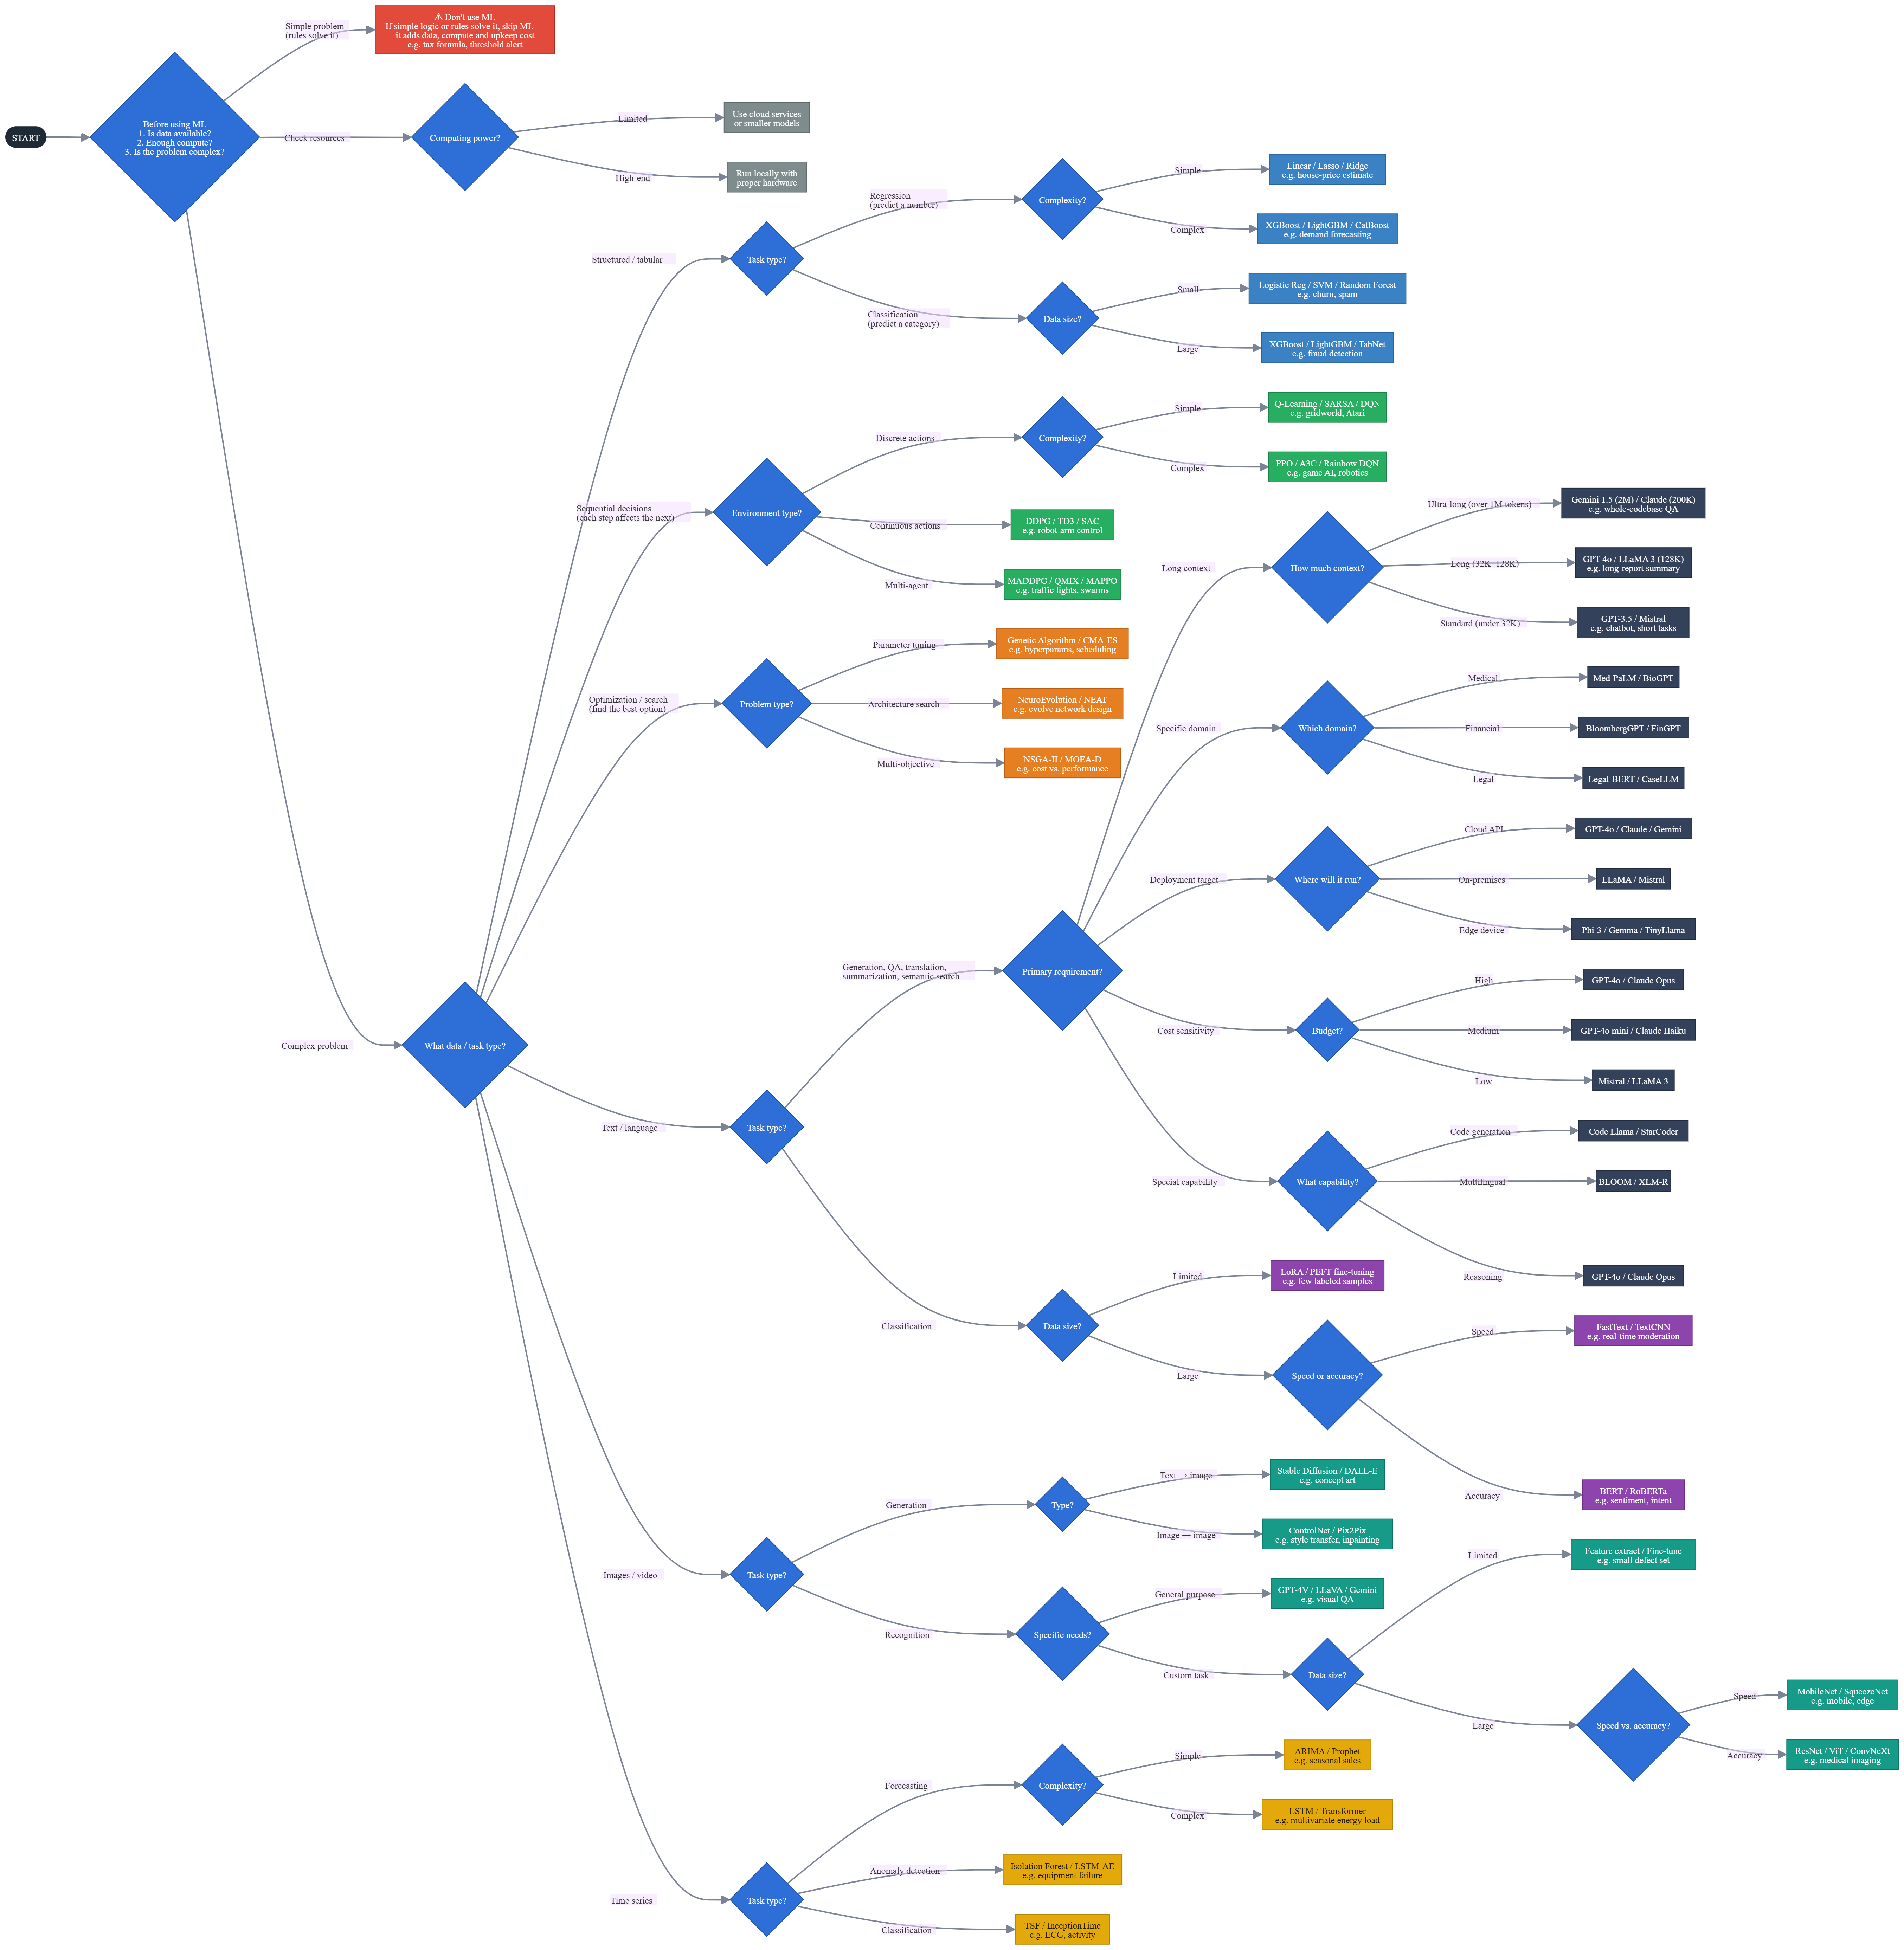 START
Before using ML
1. Is data available?
2. Enough compute?
3. Is the problem complex?
Simple problem
(rules solve it)
⚠ Don't use ML
If simple logic or rules solve it, skip ML —
it adds data, compute and upkeep cost
e.g. tax formula, threshold alert
Check resources
Computing power?
Limited
Use cloud services
or smaller models
High-end
Run locally with
proper hardware
Complex problem
What data / task type?
Structured / tabular
Task type?
Regression
(predict a number)
Complexity?
Simple
Linear / Lasso / Ridge
e.g. house-price estimate
Complex
XGBoost / LightGBM / CatBoost
e.g. demand forecasting
Classification
(predict a category)
Data size?
Small
Logistic Reg / SVM / Random Forest
e.g. churn, spam
Large
XGBoost / LightGBM / TabNet
e.g. fraud detection
Sequential decisions
(each step affects the next)
Environment type?
Discrete actions
Complexity?
Simple
Q-Learning / SARSA / DQN
e.g. gridworld, Atari
Complex
PPO / A3C / Rainbow DQN
e.g. game AI, robotics
Continuous actions
DDPG / TD3 / SAC
e.g. robot-arm control
Multi-agent
MADDPG / QMIX / MAPPO
e.g. traffic lights, swarms
Optimization / search
(find the best option)
Problem type?
Parameter tuning
Genetic Algorithm / CMA-ES
e.g. hyperparams, scheduling
Architecture search
NeuroEvolution / NEAT
e.g. evolve network design
Multi-objective
NSGA-II / MOEA-D
e.g. cost vs. performance
Text / language
Task type?
Generation, QA, translation,
summarization, semantic search
Primary requirement?
Long context
How much context?
Ultra-long (over 1M tokens)
Gemini 1.5 (2M) / Claude (200K)
e.g. whole-codebase QA
Long (32K–128K)
GPT-4o / LLaMA 3 (128K)
e.g. long-report summary
Standard (under 32K)
GPT-3.5 / Mistral
e.g. chatbot, short tasks
Specific domain
Which domain?
Medical
Med-PaLM / BioGPT
Financial
BloombergGPT / FinGPT
Legal
Legal-BERT / CaseLLM
Deployment target
Where will it run?
Cloud API
GPT-4o / Claude / Gemini
On-premises
LLaMA / Mistral
Edge device
Phi-3 / Gemma / TinyLlama
Cost sensitivity
Budget?
High
GPT-4o / Claude Opus
Medium
GPT-4o mini / Claude Haiku
Low
Mistral / LLaMA 3
Special capability
What capability?
Code generation
Code Llama / StarCoder
Multilingual
BLOOM / XLM-R
Reasoning
GPT-4o / Claude Opus
Classification
Data size?
Limited
LoRA / PEFT fine-tuning
e.g. few labeled samples
Large
Speed or accuracy?
Speed
FastText / TextCNN
e.g. real-time moderation
Accuracy
BERT / RoBERTa
e.g. sentiment, intent
Images / video
Task type?
Generation
Type?
Text → image
Stable Diffusion / DALL-E
e.g. concept art
Image → image
ControlNet / Pix2Pix
e.g. style transfer, inpainting
Recognition
Specific needs?
General purpose
GPT-4V / LLaVA / Gemini
e.g. visual QA
Custom task
Data size?
Limited
Feature extract / Fine-tune
e.g. small defect set
Large
Speed vs. accuracy?
Speed
MobileNet / SqueezeNet
e.g. mobile, edge
Accuracy
ResNet / ViT / ConvNeXt
e.g. medical imaging
Time series
Task type?
Forecasting
Complexity?
Simple
ARIMA / Prophet
e.g. seasonal sales
Complex
LSTM / Transformer
e.g. multivariate energy load
Anomaly detection
Isolation Forest / LSTM-AE
e.g. equipment failure
Classification
TSF / InceptionTime
e.g. ECG, activity